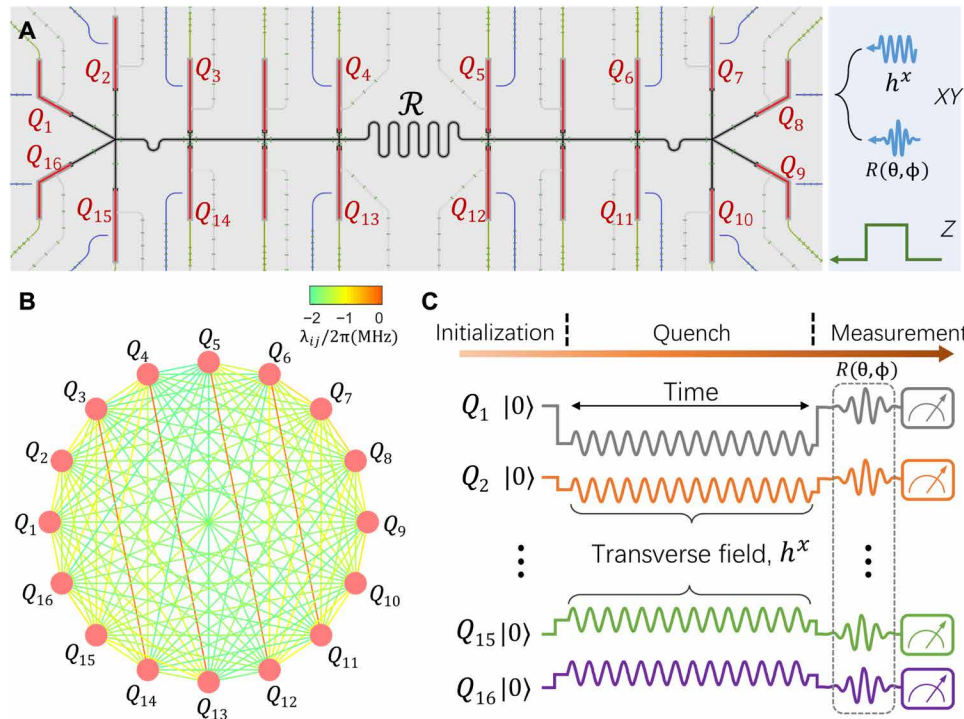 A
Q₂ Q₃ Q₄ Q₅ Q₆ Q₇
Q₁ ℛ Q₈
Q₁₆ Q₉
Q₁₅ Q₁₄ Q₁₃ Q₁₂ Q₁₁ Q₁₀
hˣ
XY
R(θ,ϕ)
Z
B
−2 −1 0
λᵢⱼ/2π(MHz)
Q₅
Q₄ Q₆
Q₃ Q₇
Q₂ Q₈
Q₁ Q₉
Q₁₆ Q₁₀
Q₁₅ Q₁₁
Q₁₄ Q₁₂
Q₁₃
C
Initialization Quench Measurement
R(θ,ϕ)
Q₁ |0⟩ Time
Q₂ |0⟩
Transverse field, hˣ
Q₁₅ |0⟩
Q₁₆ |0⟩